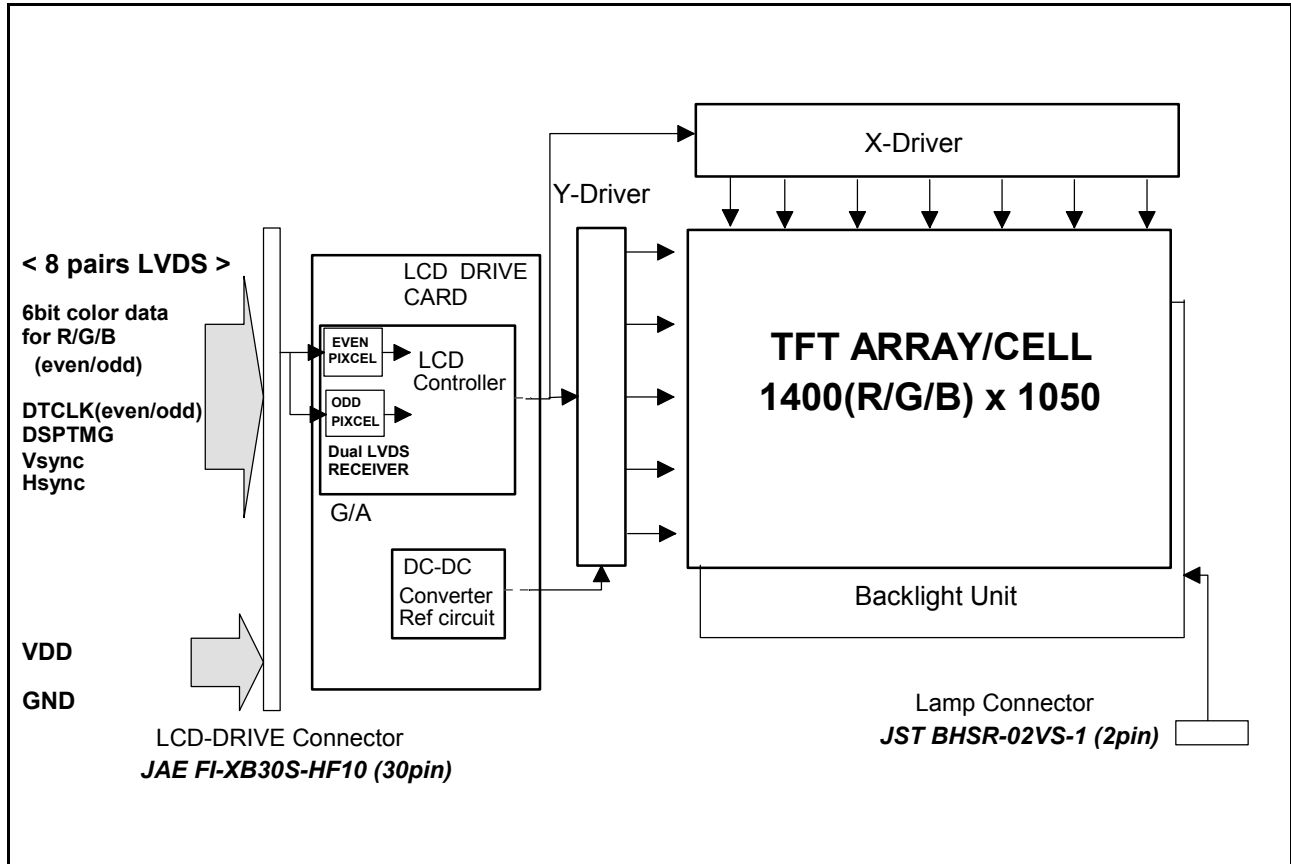 X-Driver
Y-Driver
< 8 pairs LVDS >
6bit color data
for R/G/B
(even/odd)
DTCLK(even/odd)
DSPTMG
Vsync
Hsync
VDD
GND
LCD DRIVE
CARD
EVEN
PIXCEL
LCD
Controller
ODD
PIXCEL
Dual LVDS
RECEIVER
G/A
DC-DC
Converter
Ref circuit
TFT ARRAY/CELL
1400(R/G/B) x 1050
Backlight Unit
LCD-DRIVE Connector
JAE FI-XB30S-HF10 (30pin)
Lamp Connector
JST BHSR-02VS-1 (2pin)